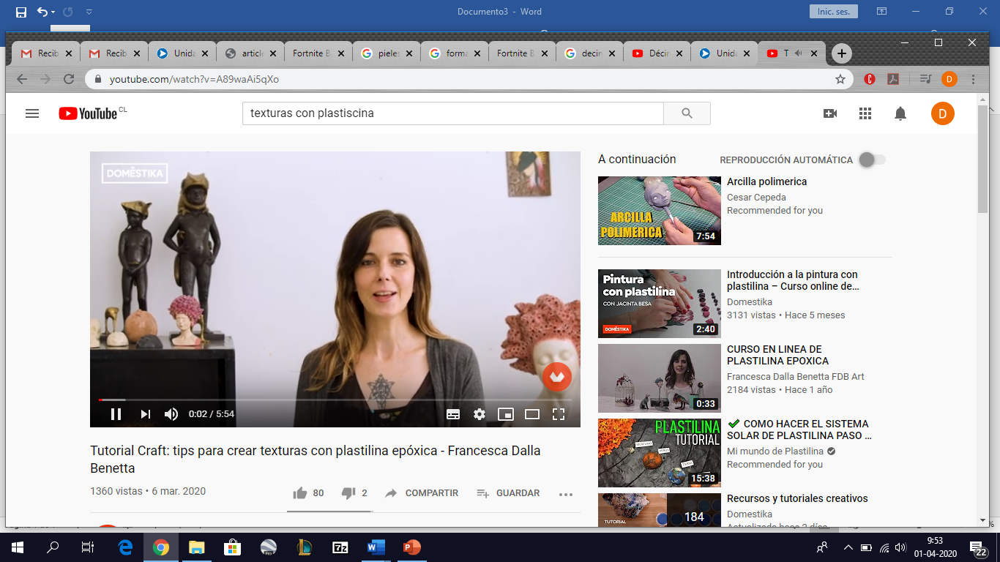 Documento3 - Word
Inic. ses.
Recib
Recib
Unida
article
Fortnite B
pieles
forma
Fortnite B
decin
Décin
Unida
T
youtube.com/watch?v=A89waAi5qXo
YouTube CL
texturas con plastiscina
D
D
DOMESTIKA
0:02 / 5:54
Tutorial Craft: tips para crear texturas con plastilina epóxica - Francesca Dalla
Benetta
1360 vistas • 6 mar. 2020
80
2
COMPARTIR
GUARDAR
A continuación
REPRODUCCIÓN AUTOMÁTICA
ARCILLA
POLIMERICA
7:54
Arcilla polimerica
Cesar Cepeda
Recommended for you
Pintura
con plastilina
CON JACINTA BESA
DOMESTIKA
2:40
Introducción a la pintura con
plastilina – Curso online de…
Domestika
3131 vistas • Hace 5 meses
0:33
CURSO EN LINEA DE
PLASTILINA EPOXICA
Francesca Dalla Benetta FDB Art
2184 vistas • Hace 1 año
PLASTILINA
TUTORIAL
MERCURIO
15:38
COMO HACER EL SISTEMA
SOLAR DE PLASTILINA PASO …
Mi mundo de Plastilina
Recommended for you
TUTORIAL
184
Recursos y tutoriales creativos
Domestika
Actualizado hace 2 días
9:53
01-04-2020
22